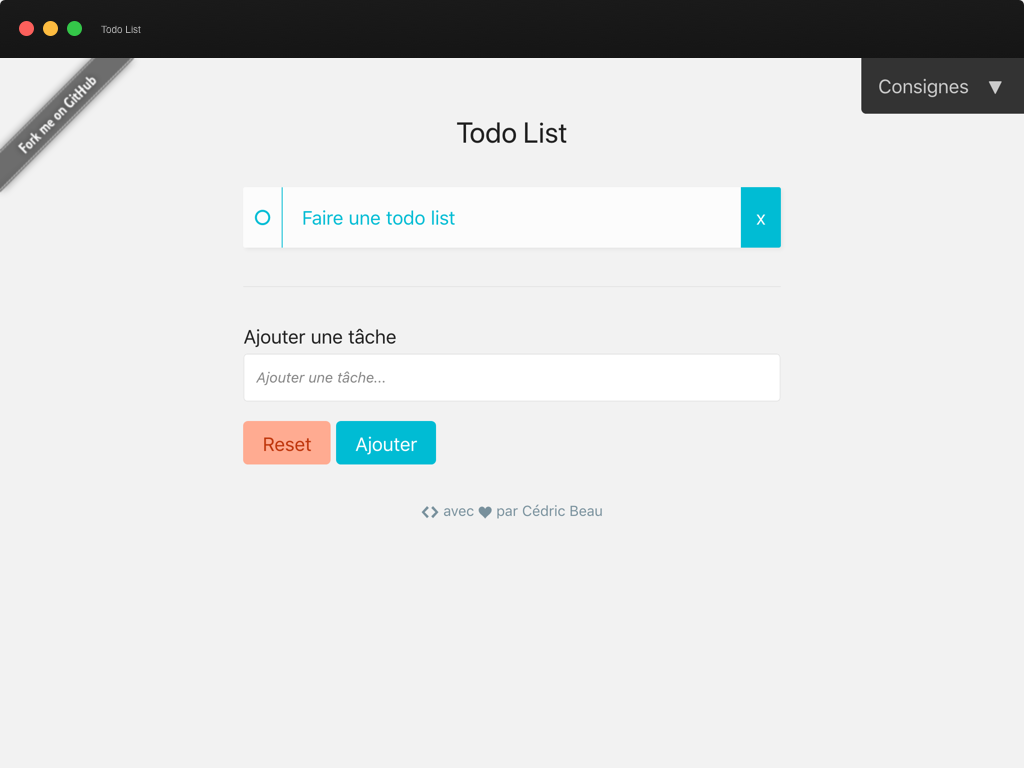 Todo List
Fork me on GitHub
Consignes ▼
Todo List
Faire une todo list
x
Ajouter une tâche
Ajouter une tâche...
Reset
Ajouter
avec par Cédric Beau